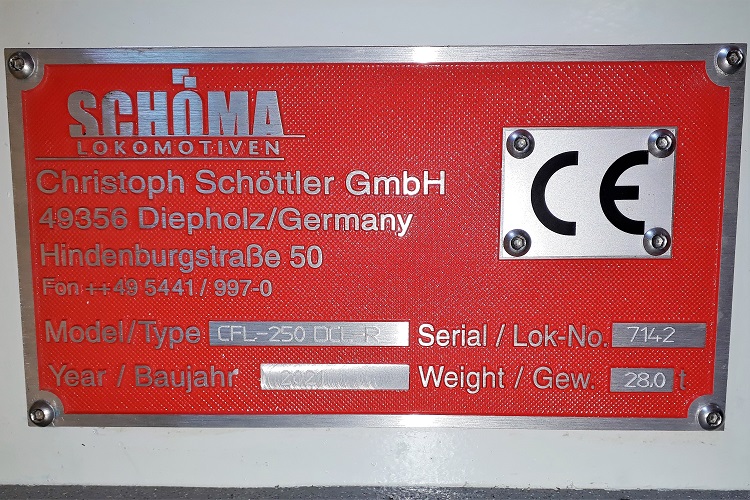 SCHÖMA
LOKOMOTIVEN
Christoph Schöttler GmbH
49356 Diepholz/Germany
Hindenburgstraße 50
Fon ++49 5441 / 997-0
CE
Model/Type CFL-250 DCL-R Serial / Lok-No. 7142
Year / Baujahr 2021 Weight / Gew. 28.0 t